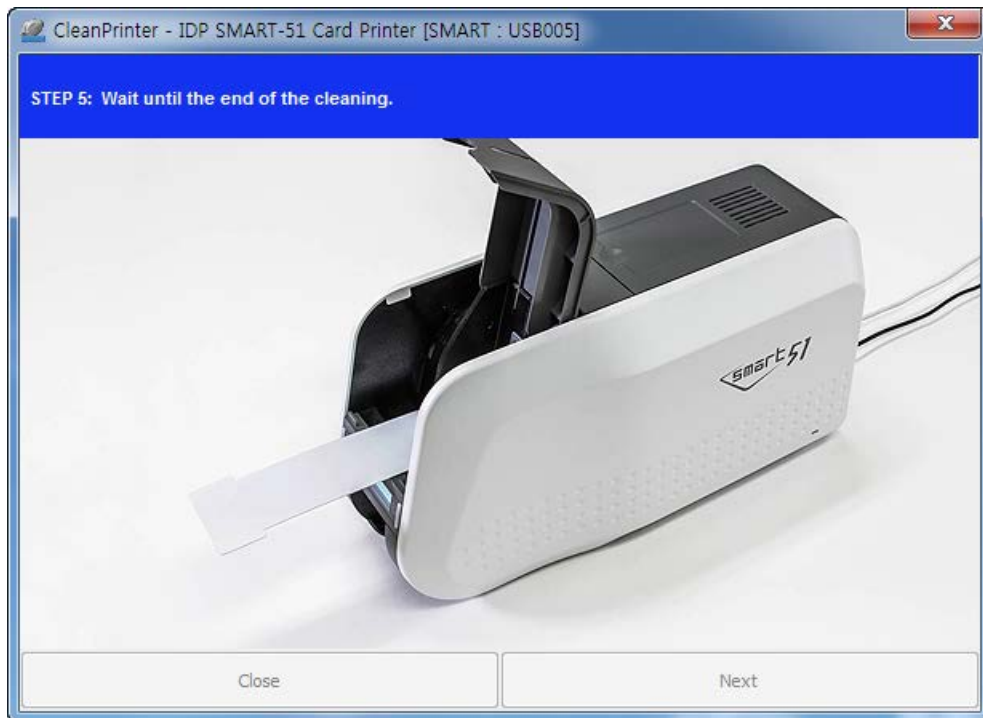 CleanPrinter - IDP SMART-51 Card Printer [SMART : USB005]
STEP 5: Wait until the end of the cleaning.
smart 51
Close
Next